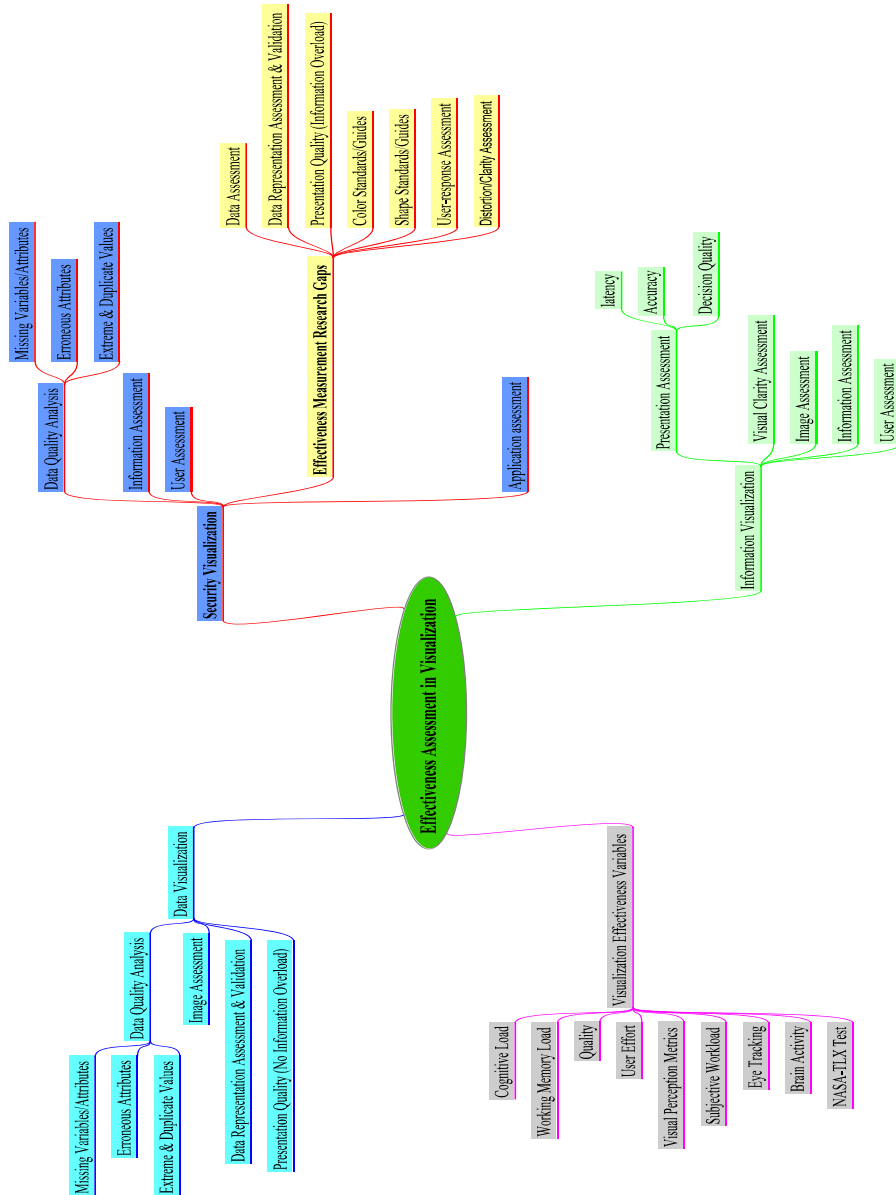 Effectiveness Assessment in Visualization
Data Visualization
Data Quality Analysis
Missing Variables/Attributes
Erroneous Attributes
Extreme & Duplicate Values
Image Assessment
Data Representation Assessment & Validation
Presentation Quality (No Information Overload)
Visualization Effectiveness Variables
Cognitive Load
Working Memory Load
Quality
User Effort
Visual Perception Metrics
Subjective Workload
Eye Tracking
Brain Activity
NASA-TLX Test
Security Visualization
Data Quality Analysis
Missing Variables/Attributes
Erroneous Attributes
Extreme & Duplicate Values
Information Assessment
User Assessment
Effectiveness Measurement Research Gaps
Data Assessment
Data Representation Assessment & Validation
Presentation Quality (Information Overload)
Color Standards/Guides
Shape Standards/Guides
User-response Assessment
Distortion/Clarity Assessment
Application assessment
Information Visualization
Presentation Assessment
latency
Accuracy
Decision Quality
Visual Clarity Assessment
Image Assessment
Information Assessment
User Assessment